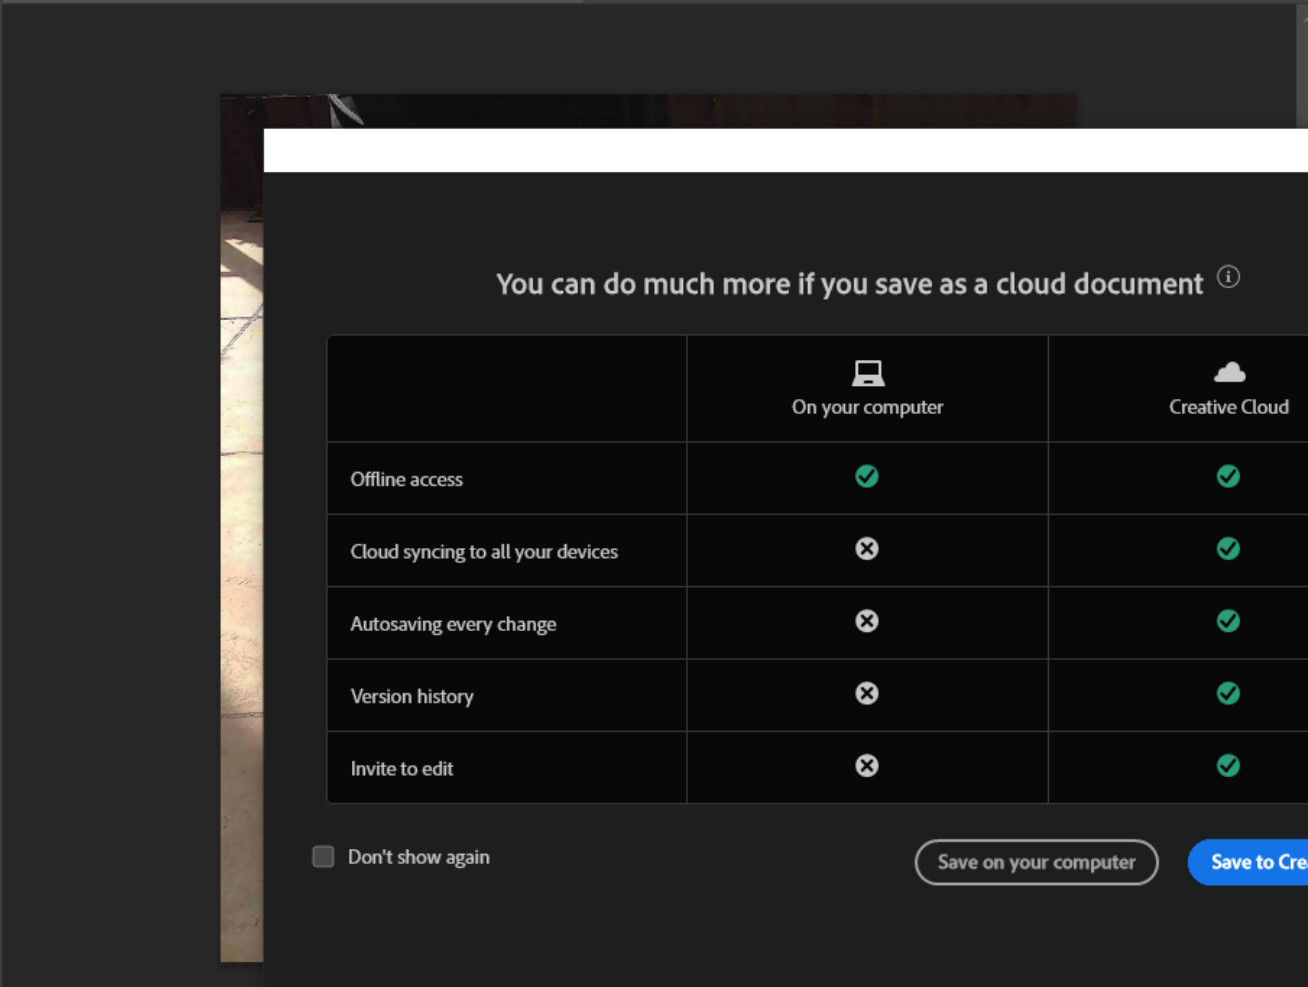 You can do much more if you save as a cloud document
On your computer
Creative Cloud
Offline access
Cloud syncing to all your devices
Autosaving every change
Version history
Invite to edit
Don't show again
Save on your computer
Save to